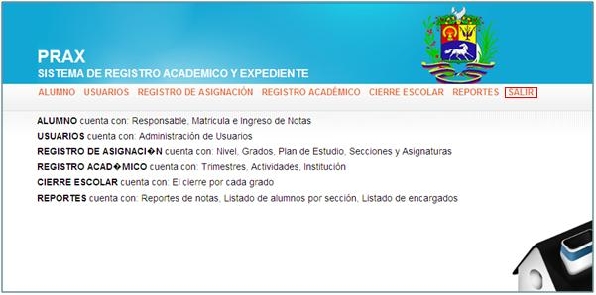 PRAX
SISTEMA DE REGISTRO ACADEMICO Y EXPEDIENTE
ALUMNO USUARIOS REGISTRO DE ASIGNACIÓN REGISTRO ACADÉMICO CIERRE ESCOLAR REPORTES SALIR
ALUMNO cuenta con: Responsable, Matricula e Ingreso de Notas
USUARIOS cuenta con: Administración de Usuarios
REGISTRO DE ASIGNACI�N cuenta con: Nivel, Grados, Plan de Estudio, Secciones y Asignaturas
REGISTRO ACAD�MICO cuenta con: Trimestres, Actividades, Institución
CIERRE ESCOLAR cuenta con: El cierre por cada grado
REPORTES cuenta con: Reportes de notas, Listado de alumnos por sección, Listado de encargados